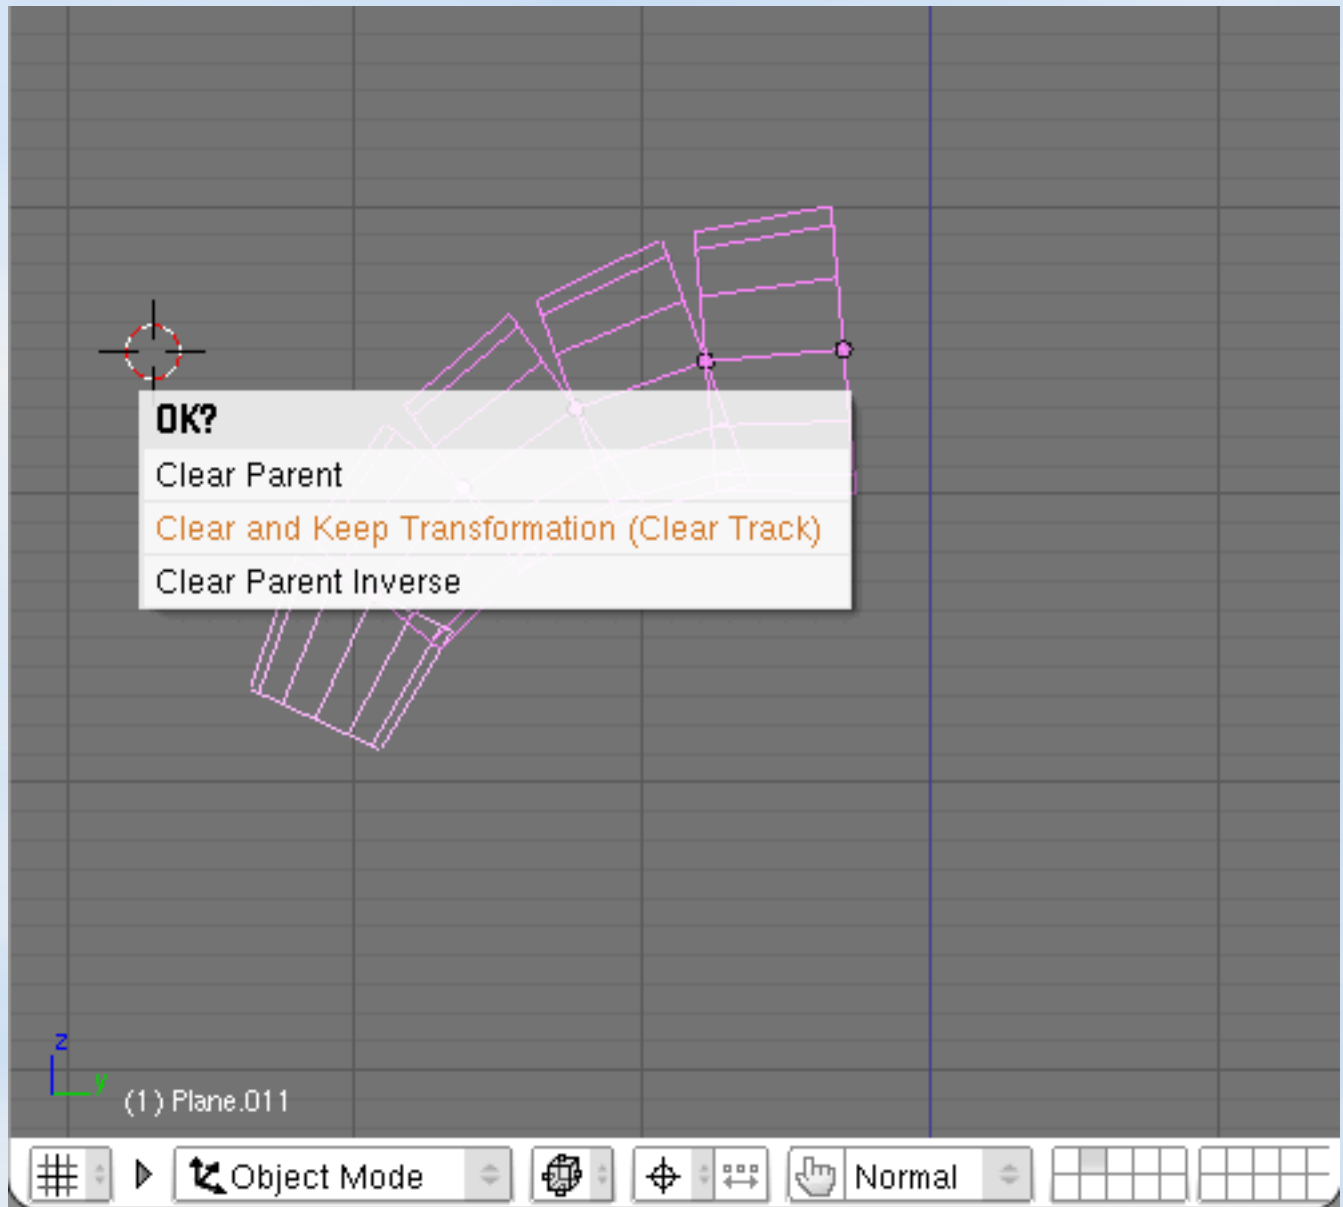 OK?
Clear Parent
Clear and Keep Transformation (Clear Track)
Clear Parent Inverse
z
y
(1) Plane.011
Object Mode
Normal